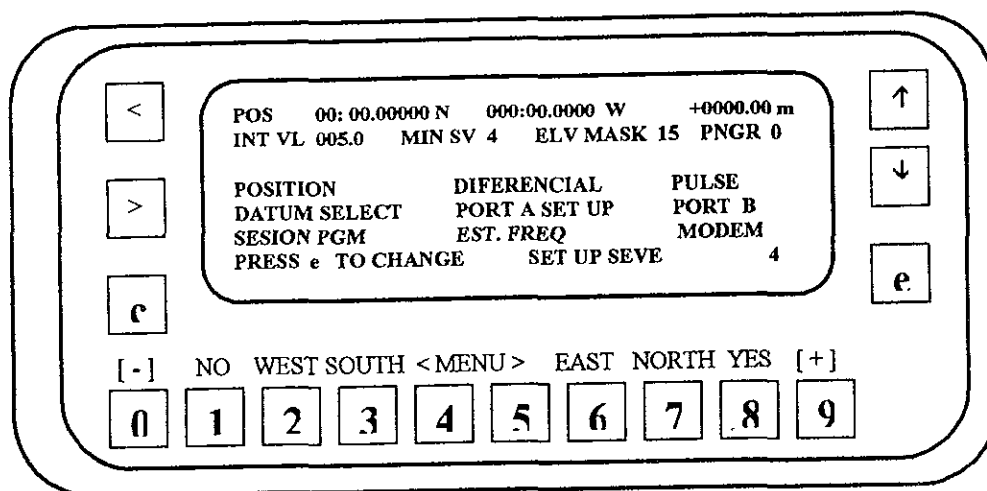 <
>
c
POS 00: 00.00000 N 000:00.0000 W +0000.00 m
INT VL 005.0 MIN SV 4 ELV MASK 15 PNGR 0
POSITION DIFERENCIAL PULSE
DATUM SELECT PORT A SET UP PORT B
SESION PGM EST. FREQ MODEM
PRESS e TO CHANGE SET UP SEVE 4
↑
↓
e
[ - ] NO WEST SOUTH < MENU > EAST NORTH YES [ + ]
0 1 2 3 4 5 6 7 8 9